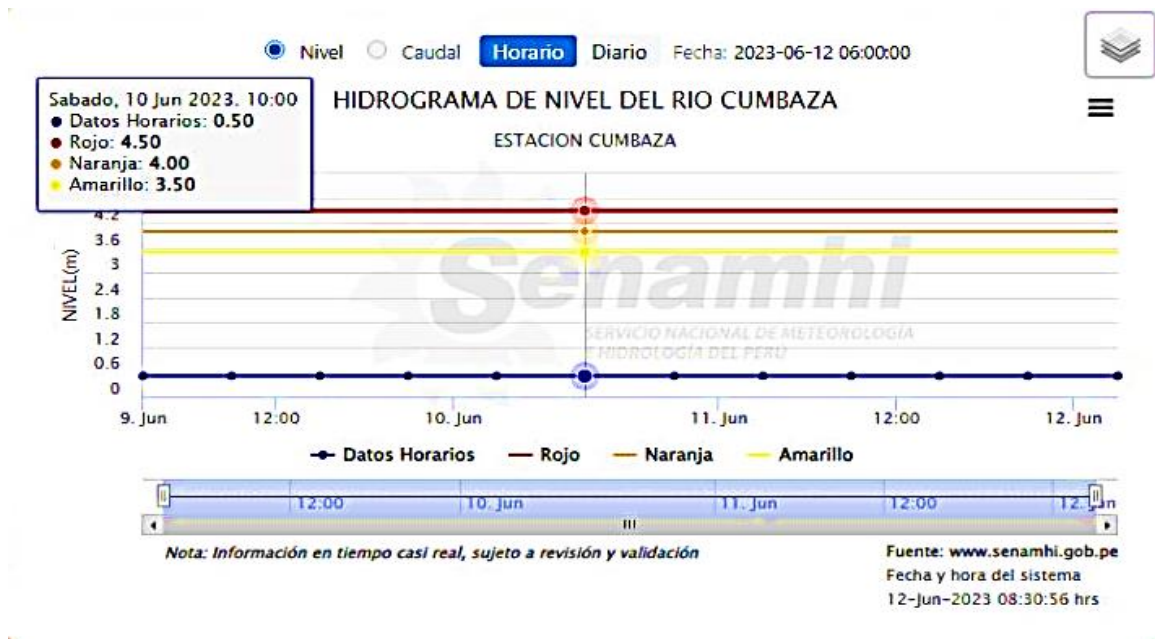 Nivel Caudal Horario Diario Fecha: 2023-06-12 06:00:00
Sabado, 10 Jun 2023. 10:00
Datos Horarios: 0.50
Rojo: 4.50
Naranja: 4.00
Amarillo: 3.50
HIDROGRAMA DE NIVEL DEL RIO CUMBAZA
ESTACION CUMBAZA
NIVEL(m)
4.2
3.6
3
2.4
1.8
1.2
0.6
0
Senamhi
SERVICIO NACIONAL DE METEOROLOGÍA
E HIDROLOGÍA DEL PERÚ
9. Jun 12:00 10. Jun 11. Jun 12:00 12. Jun
Datos Horarios Rojo Naranja Amarillo
12:00 10. Jun 11. Jun 12:00 12. Jun
Nota: Información en tiempo casi real, sujeto a revisión y validación
Fuente: www.senamhi.gob.pe
Fecha y hora del sistema
12-Jun-2023 08:30:56 hrs